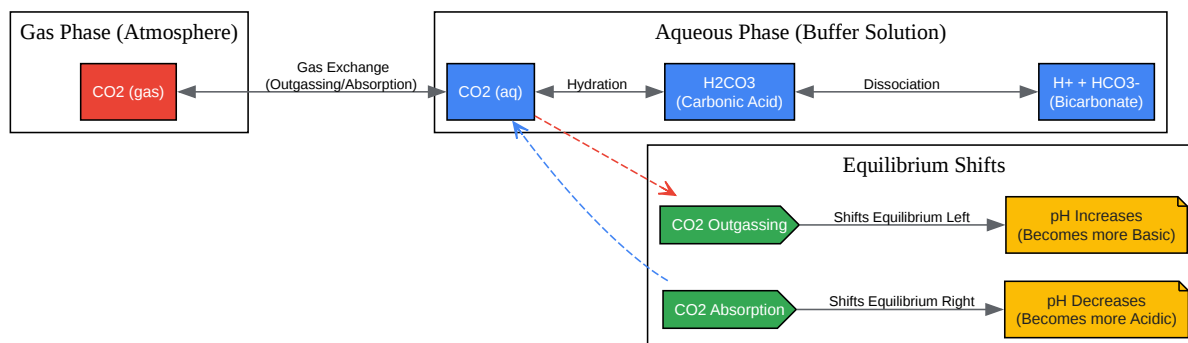 Gas Phase (Atmosphere)
CO2 (gas)
Gas Exchange
(Outgassing/Absorption)
Aqueous Phase (Buffer Solution)
CO2 (aq)
Hydration
H2CO3
(Carbonic Acid)
Dissociation
H+ + HCO3-
(Bicarbonate)
Equilibrium Shifts
CO2 Outgassing
Shifts Equilibrium Left
pH Increases
(Becomes more Basic)
CO2 Absorption
Shifts Equilibrium Right
pH Decreases
(Becomes more Acidic)